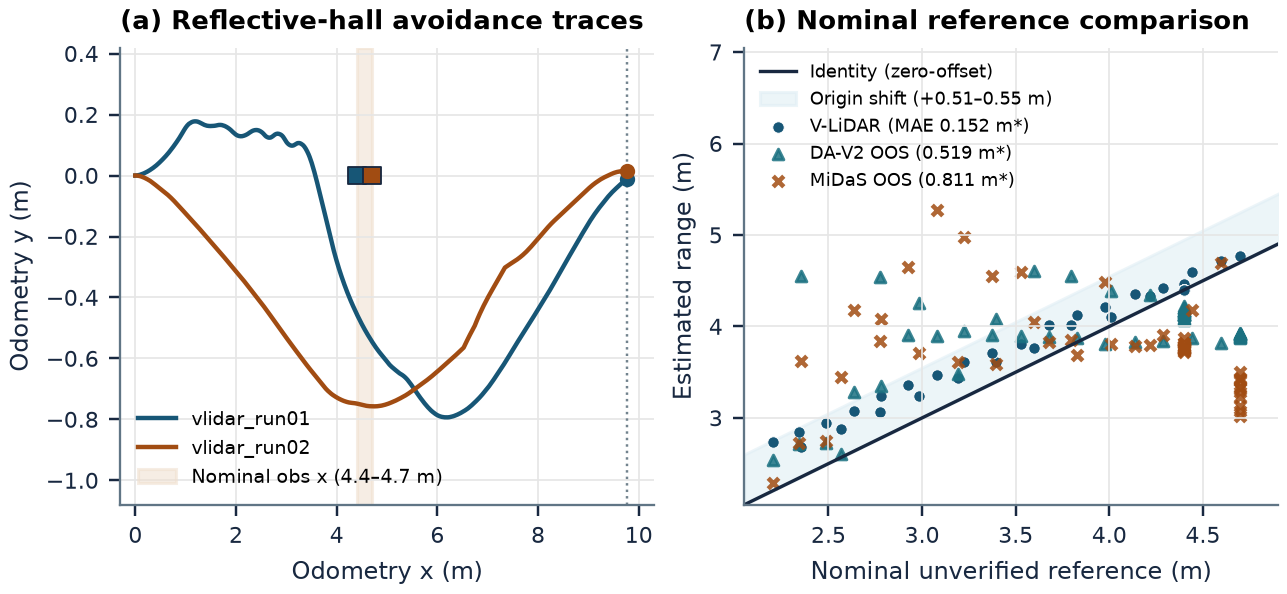 (a) Reflective-hall avoidance traces
0.4
0.2
0.0
−0.2
−0.4
−0.6
−0.8
−1.0
Odometry y (m)
vlidar_run01
vlidar_run02
Nominal obs x (4.4–4.7 m)
0 2 4 6 8 10
Odometry x (m)
(b) Nominal reference comparison
7
6
5
4
3
Estimated range (m)
Identity (zero-offset)
Origin shift (+0.51–0.55 m)
V-LiDAR (MAE 0.152 m*)
DA-V2 OOS (0.519 m*)
MiDaS OOS (0.811 m*)
2.5 3.0 3.5 4.0 4.5
Nominal unverified reference (m)